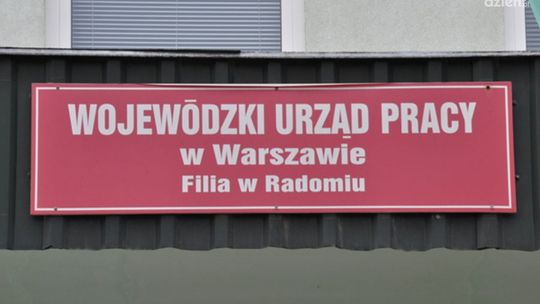 WOJEWÓDZKI URZĄD PRACY
w Warszawie
Filia w Radomiu